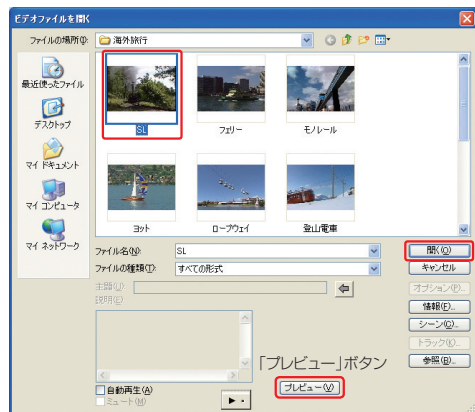 ビデオファイルを開く
ファイルの場所(I):
海外旅行
最近使ったファイル
デスクトップ
マイ ドキュメント
マイ コンピュータ
マイ ネットワーク
SL
フェリー
モノレール
ヨット
ロープウェイ
登山電車
ファイル名(N):
SL
開く(O)
ファイルの種類(T):
すべての形式
キャンセル
主題(U):
オプション(P)...
説明(E)
情報(F)...
シーン(C)...
トラック(K)...
「プレビュー」ボタン
参照(B)...
自動再生(A)
プレビュー(V)
ミュート(M)